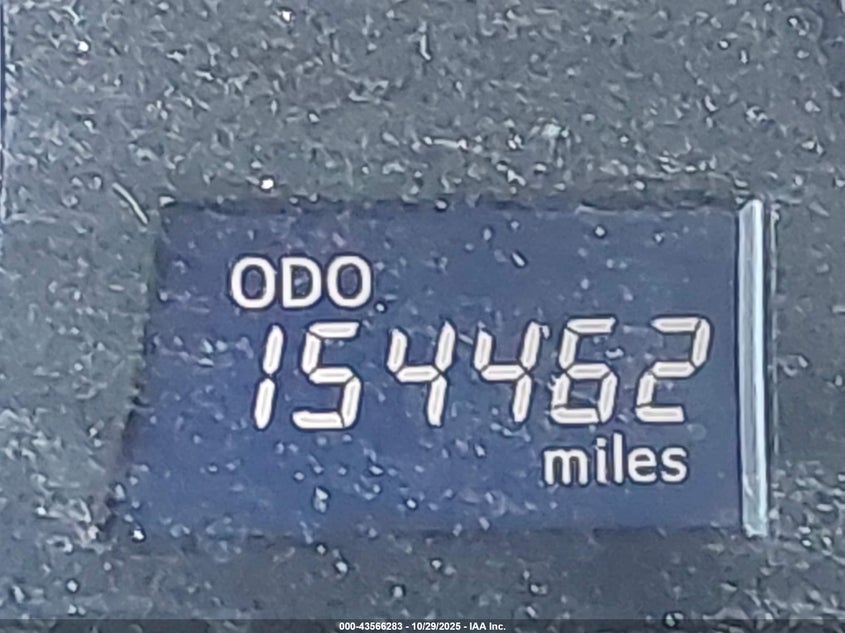 ODO
154462
miles
000-43566283 - 10/29/2025 - IAA Inc.